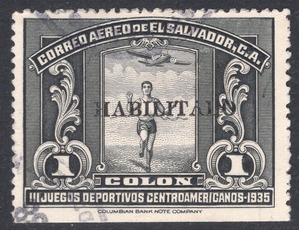 CORREO AEREO DE EL SALVADOR, C.A.
HABILITADO
1 1
COLON
III JUEGOS DEPORTIVOS CENTROAMERICANOS-1935
COLUMBIAN BANK NOTE COMPANY